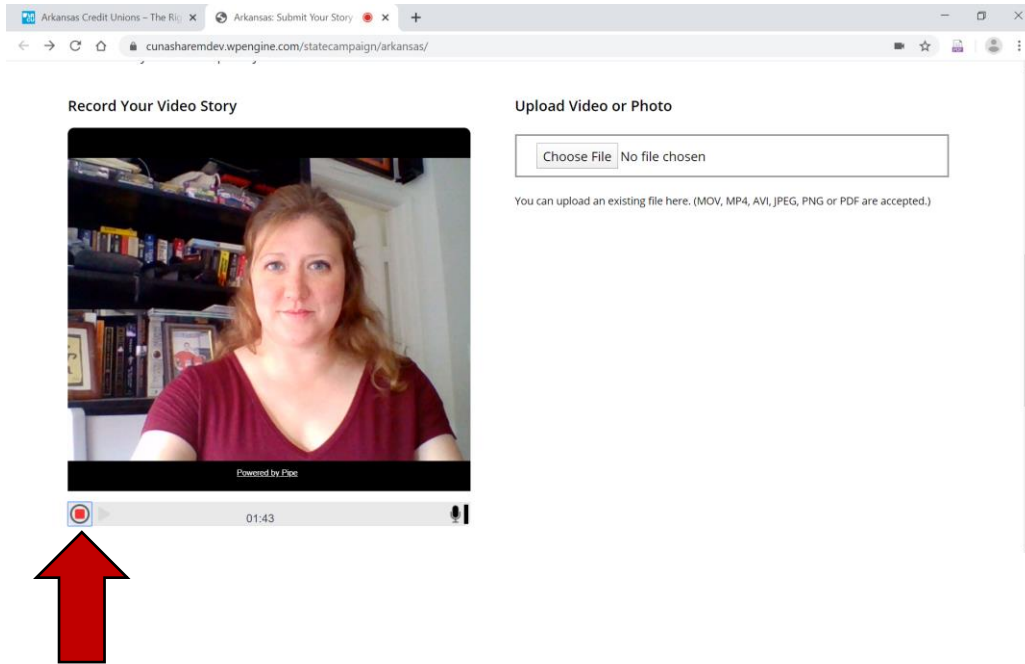 Arkansas Credit Unions – The Rig
Arkansas: Submit Your Story
cunasharemdev.wpengine.com/statecampaign/arkansas/
Record Your Video Story
Upload Video or Photo
Choose File No file chosen
You can upload an existing file here. (MOV, MP4, AVI, JPEG, PNG or PDF are accepted.)
Powered by Pipe
01:43